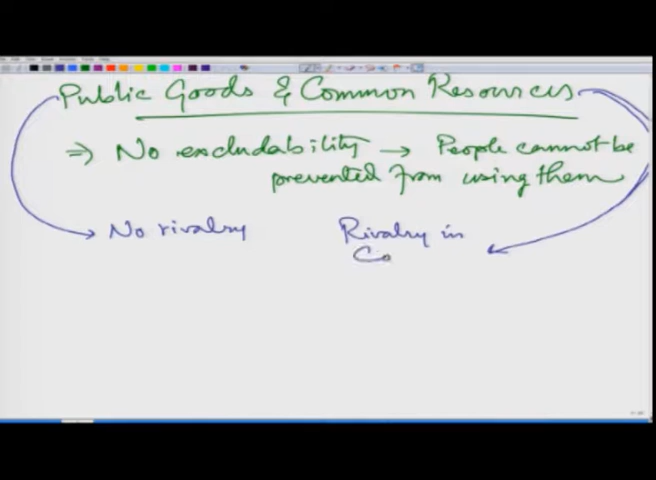 Public Goods & Common Resources
⇒ No excludability → People cannot be
prevented from using them
No rivalry
Rivalry in
Co